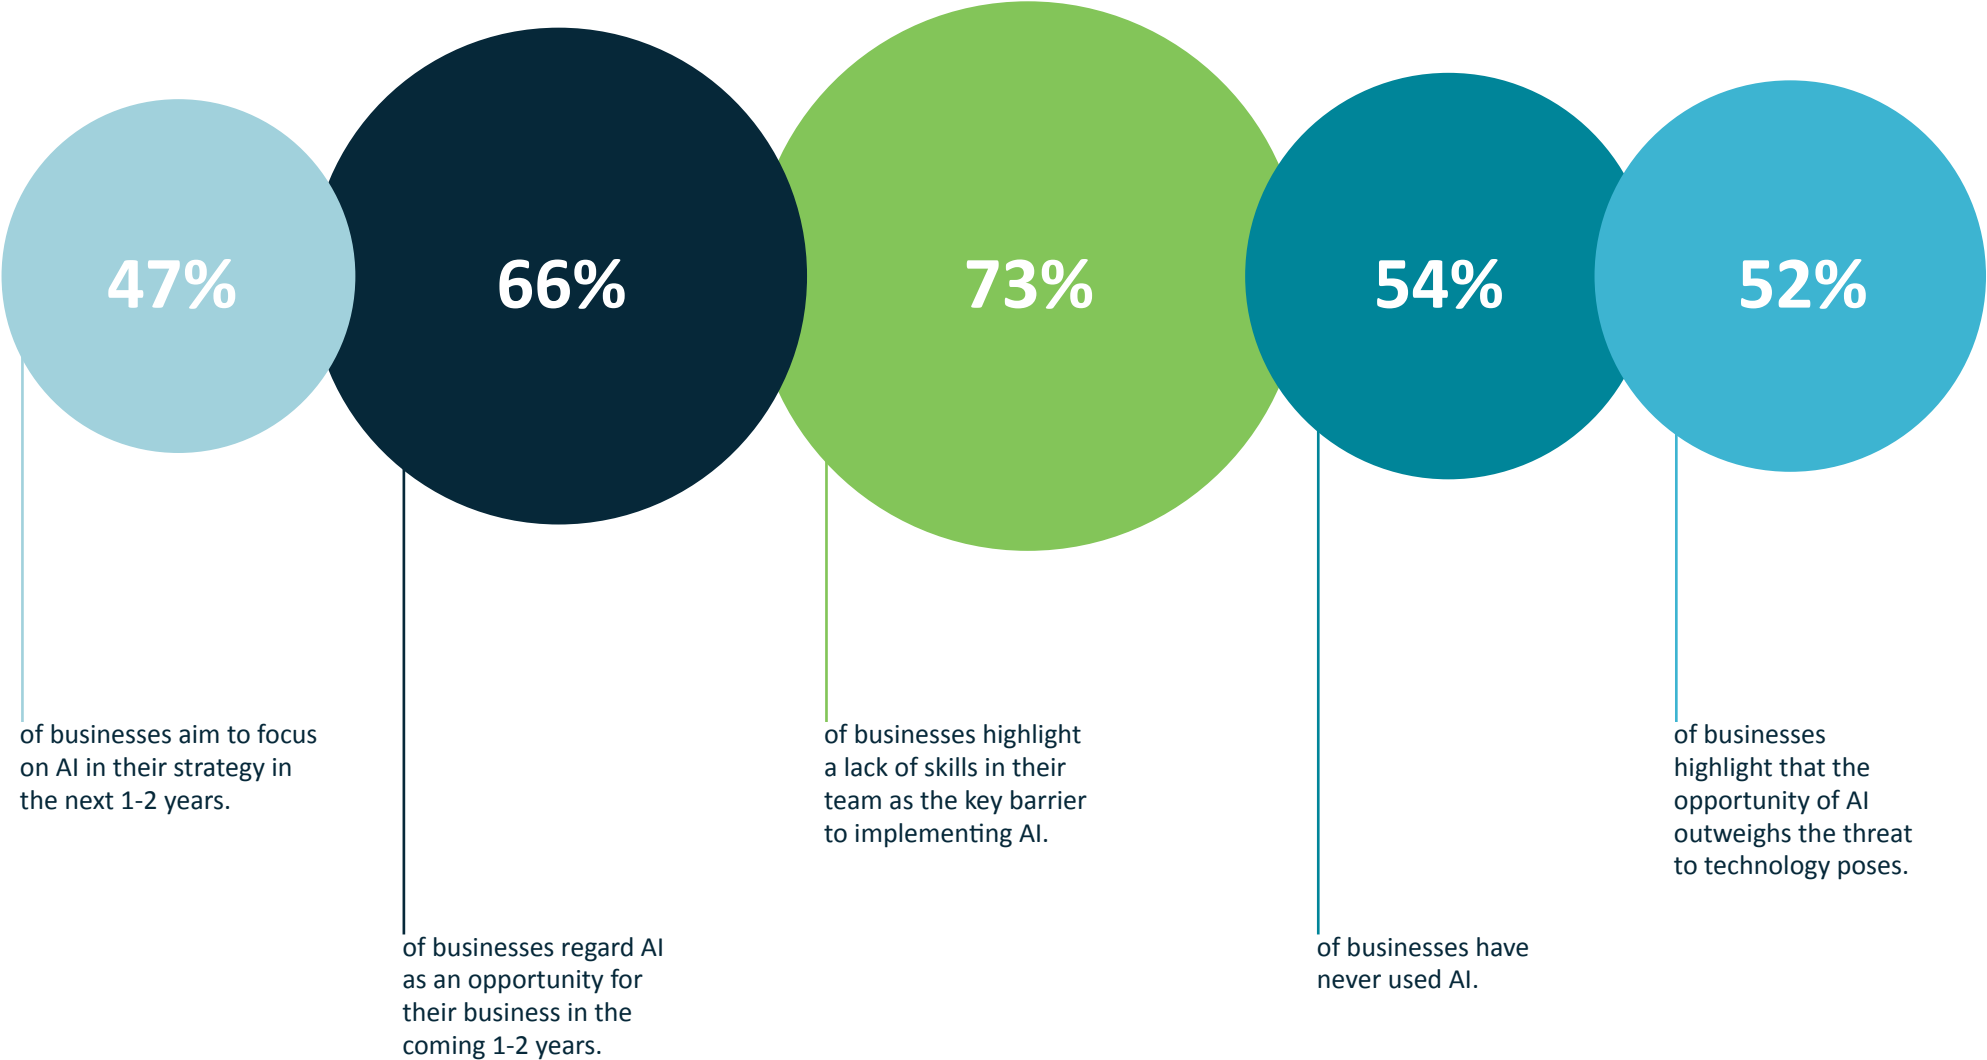 47%
66%
73%
54%
52%
of businesses aim to focus
on AI in their strategy in
the next 1-2 years.
of businesses regard AI
as an opportunity for
their business in the
coming 1-2 years.
of businesses highlight
a lack of skills in their
team as the key barrier
to implementing AI.
of businesses have
never used AI.
of businesses
highlight that the
opportunity of AI
outweighs the threat
to technology poses.